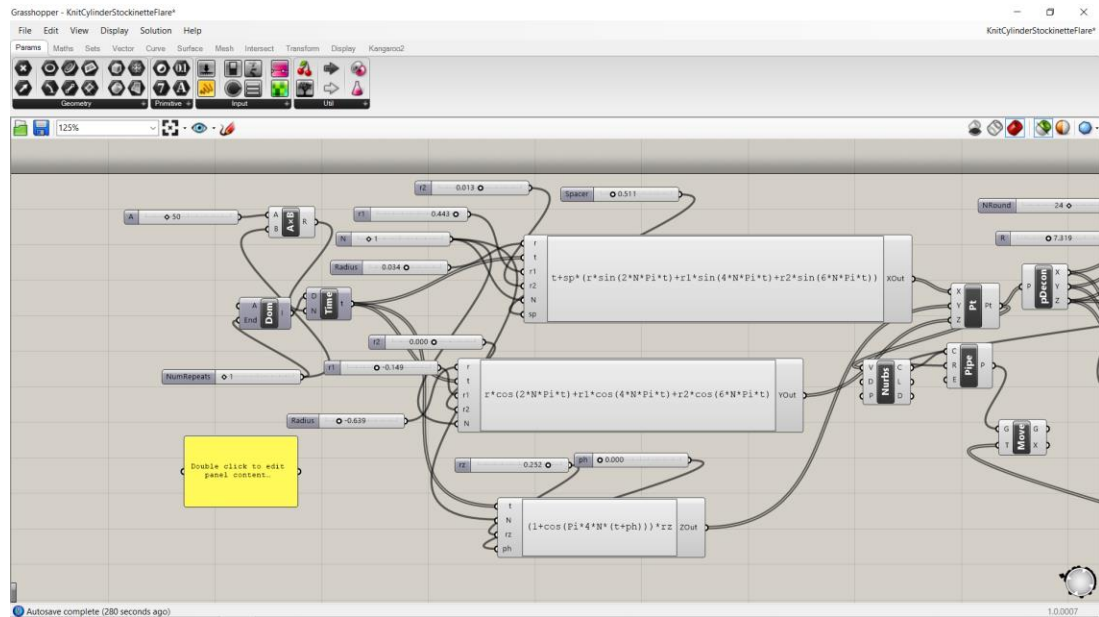 Grasshopper - KnitCylinderStockinetteFlare*
File Edit View Display Solution Help KnitCylinderStockinetteFlare*
Params Maths Sets Vector Curve Surface Mesh Intersect Transform Display Kangaroo2
Geometry Primitive Input Util
125%
r2 0.013
Spacer 0.511
NRound 24
A 50
A B AxB R
r1 0.443
N 1
R 7.319
Radius 0.034
r t r1 r2 N sp
t+sp*(r*sin(2*N*Pi*t)+r1*sin(4*N*Pi*t)+r2*sin(6*N*Pi*t)) XOut
X Y Z Pt Pt
P pDecon X Y Z
A End Dom I
D N Time t
r2 0.000
NumRepeats 1
r1 -0.149
r t r1 r2 N
r*cos(2*N*Pi*t)+r1*cos(4*N*Pi*t)+r2*cos(6*N*Pi*t) YOut
V D P Nurbs C L D
C R E Pipe P
Radius -0.639
G T Move G X
Double click to edit
panel content…
rz 0.252
ph 0.000
t N rz ph
(1+cos(Pi*4*N*(t+ph)))*rz ZOut
Autosave complete (280 seconds ago) 1.0.0007